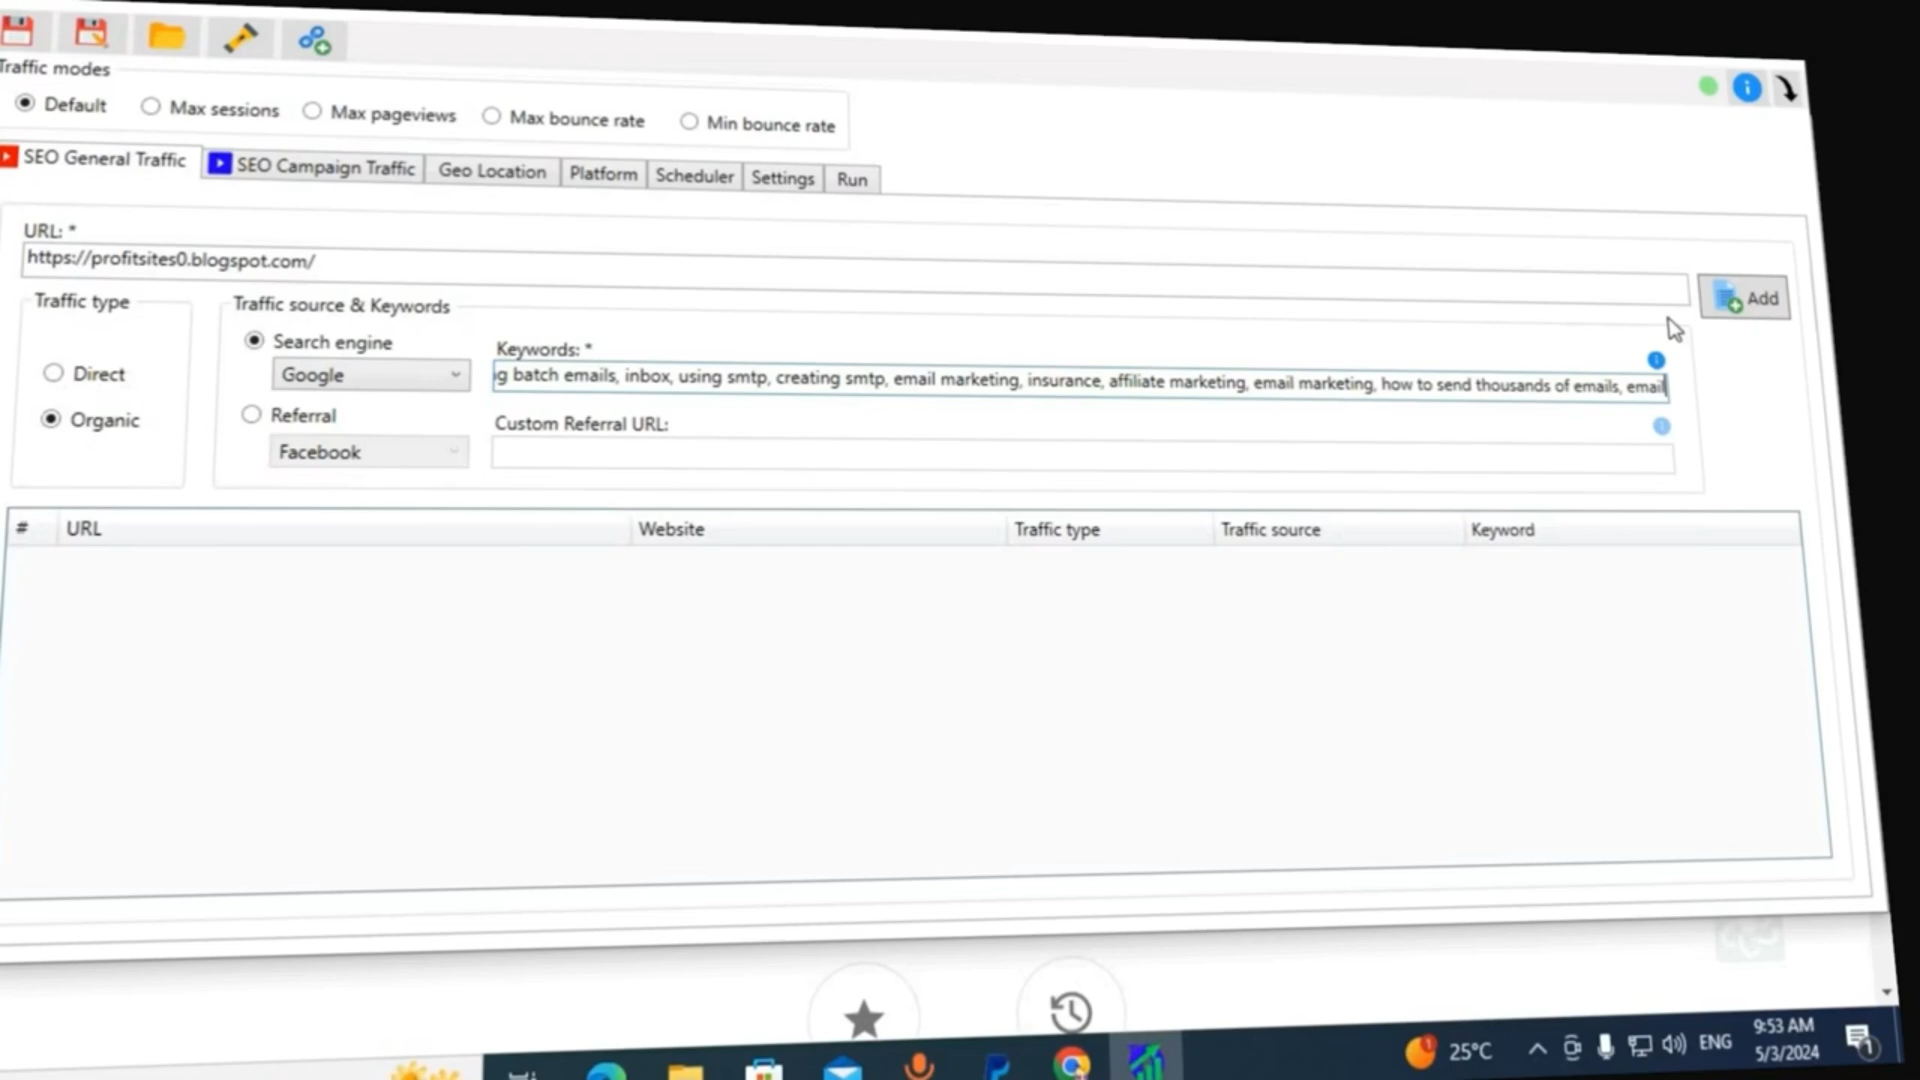 Traffic modes
Default Max sessions Max pageviews Max bounce rate Min bounce rate
SEO General Traffic SEO Campaign Traffic Geo Location Platform Scheduler Settings Run
URL: *
https://profitsites0.blogspot.com/
Add
Traffic type
Direct
Organic
Traffic source & Keywords
Search engine
Google
Referral
Facebook
Keywords: *
g batch emails, inbox, using smtp, creating smtp, email marketing, insurance, affiliate marketing, email marketing, how to send thousands of emails, email
Custom Referral URL:
# URL Website Traffic type Traffic source Keyword
25°C ENG 9:53 AM
5/3/2024
1